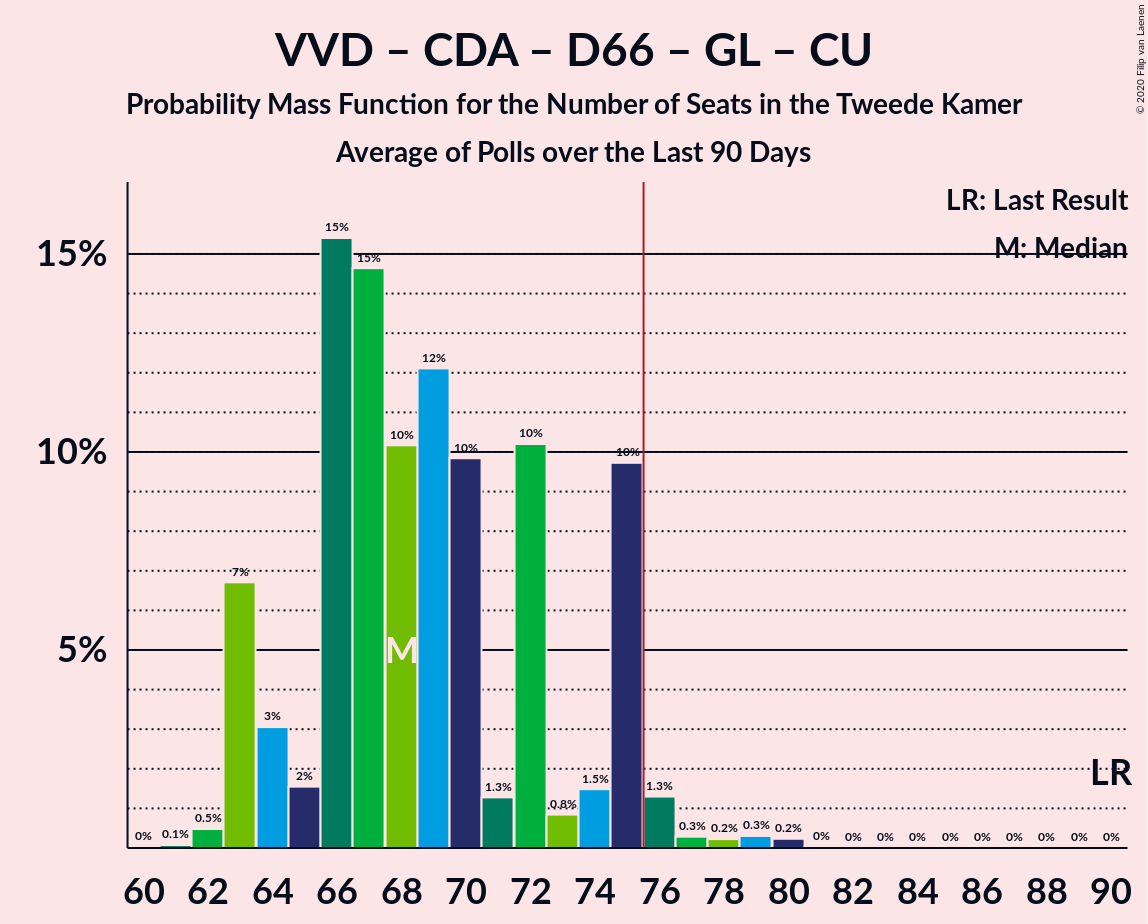 VVD – CDA – D66 – GL – CU
Probability Mass Function for the Number of Seats in the Tweede Kamer
Average of Polls over the Last 90 Days
© 2020 Filip van Laenen
LR: Last Result
M: Median
15%
10%
5%
0% 0.1% 0.5% 7% 3% 2% 15% 15% 10% 12% 10% 1.3% 10% 0.8% 1.5% 10% 1.3% 0.3% 0.2% 0.3% 0.2% 0% 0% 0% 0% 0% 0% 0% 0% 0% 0%
M
LR
60 62 64 66 68 70 72 74 76 78 80 82 84 86 88 90